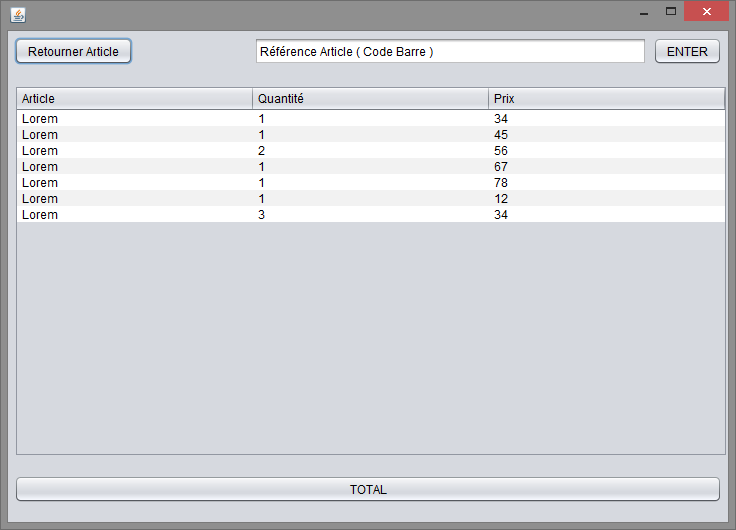 Retourner Article Référence Article ( Code Barre ) ENTER
Article Quantité Prix
Lorem 1 34
Lorem 1 45
Lorem 2 56
Lorem 1 67
Lorem 1 78
Lorem 1 12
Lorem 3 34
TOTAL